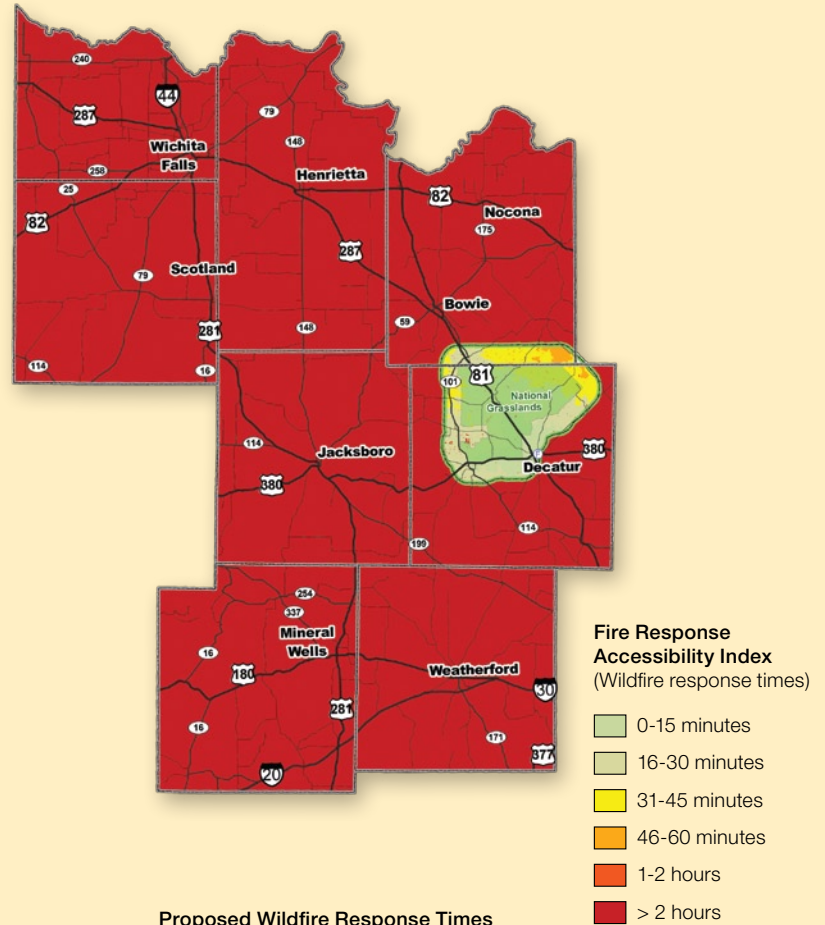 240
44
287
79
148
Wichita
Falls
258
Henrietta
25
82
82
Nocona
175
287
Scotland
79
Bowie
281
148
59
114
16
81
101
National
Grasslands
114
Jacksboro
380
380
Decatur
114
199
254
337
Mineral
Wells
16
180
Weatherford
30
281
16
171
377
20
Fire Response
Accessibility Index
(Wildfire response times)
0-15 minutes
16-30 minutes
31-45 minutes
46-60 minutes
1-2 hours
> 2 hours
Proposed Wildfire Response Times